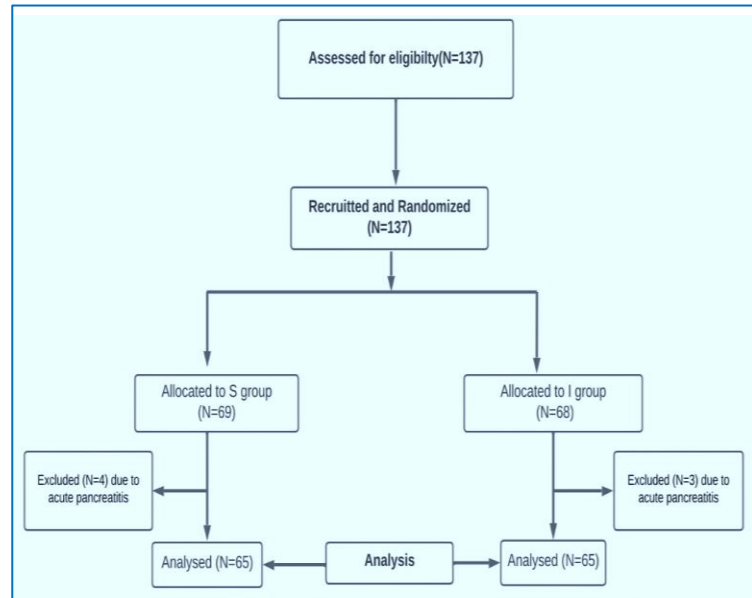 Assessed for eligibilty(N=137)
Recruitted and Randomized
(N=137)
Allocated to S group
(N=69)
Allocated to I group
(N=68)
Excluded (N=4) due to
acute pancreatitis
Excluded (N=3) due to
acute pancreatitis
Analysed (N=65)
Analysis
Analysed (N=65)